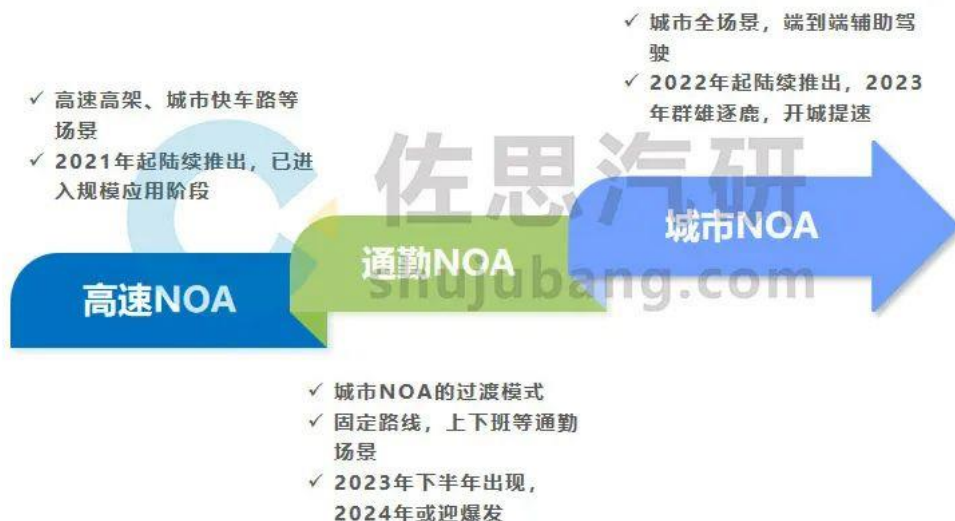 ✓ 高速高架、城市快车路等
场景
✓ 2021年起陆续推出，已进
入规模应用阶段
高速NOA
✓ 城市NOA的过渡模式
✓ 固定路线，上下班等通勤
场景
✓ 2023年下半年出现，
2024年或迎爆发
通勤NOA
✓ 城市全场景，端到端辅助驾
驶
✓ 2022年起陆续推出，2023
年群雄逐鹿，开城提速
城市NOA
佐思汽研
shujubang.com